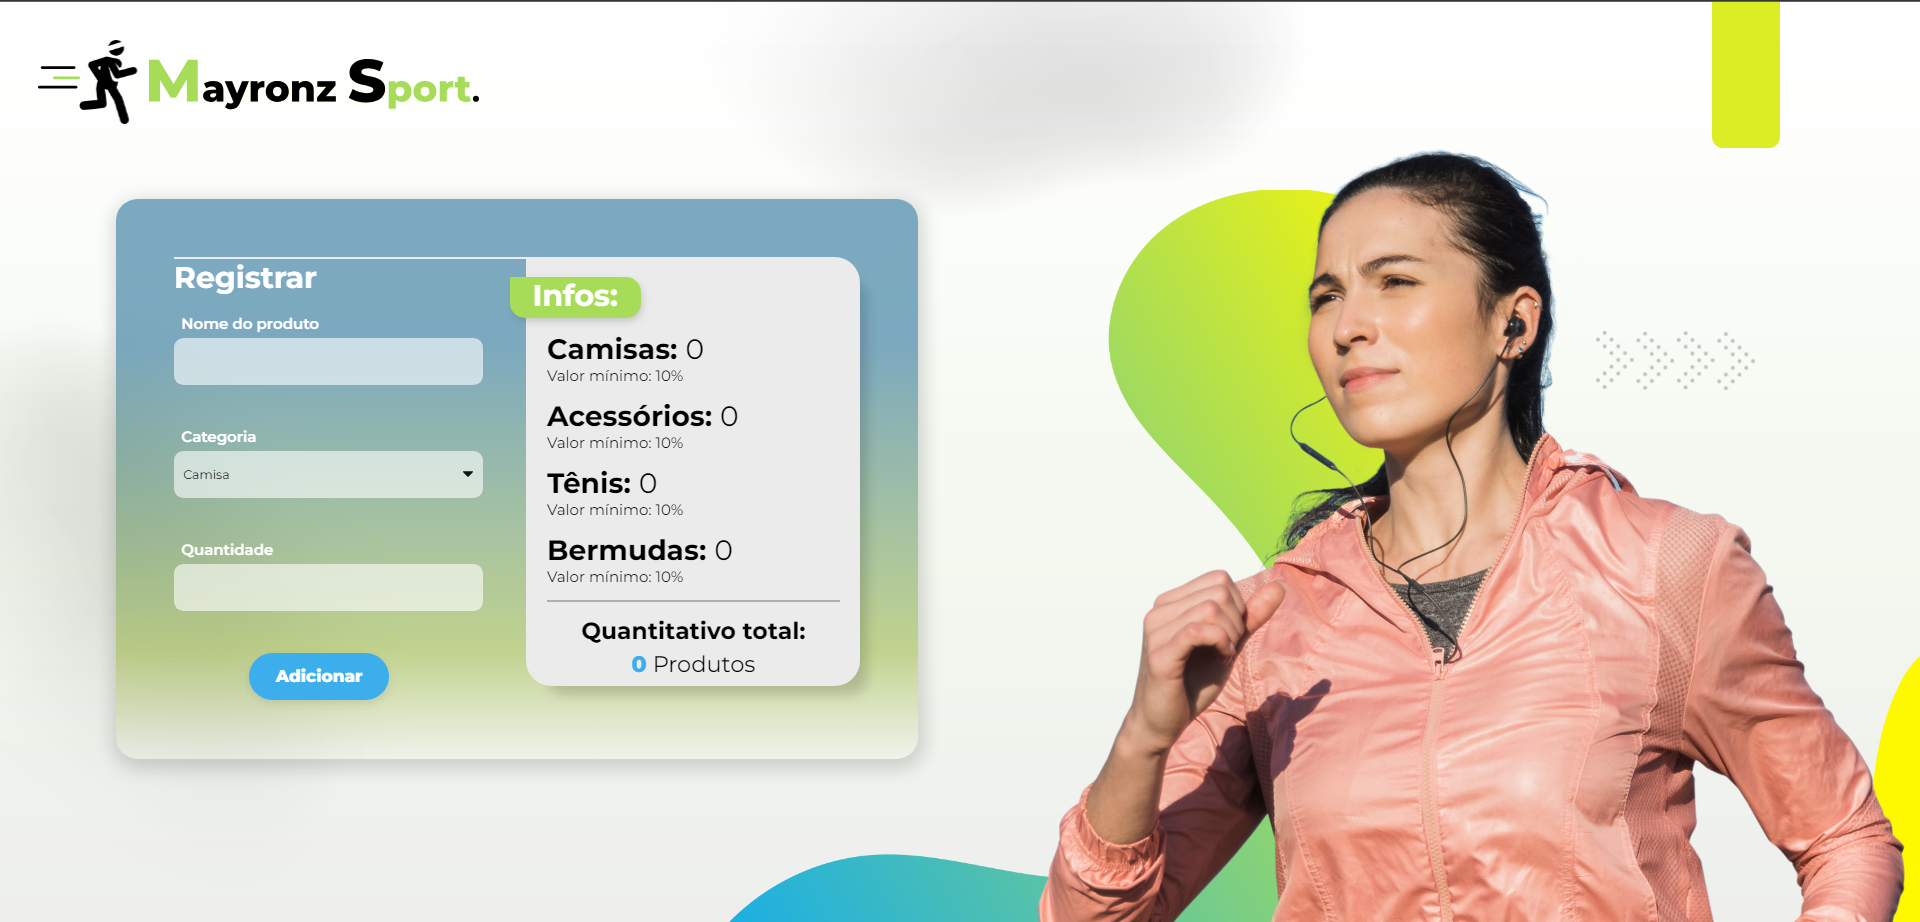 Mayronz Sport.
Registrar
Nome do produto
Categoria
Camisa
Quantidade
Adicionar
Infos:
Camisas: 0
Valor mínimo: 10%
Acessórios: 0
Valor mínimo: 10%
Tênis: 0
Valor mínimo: 10%
Bermudas: 0
Valor mínimo: 10%
Quantitativo total:
0 Produtos